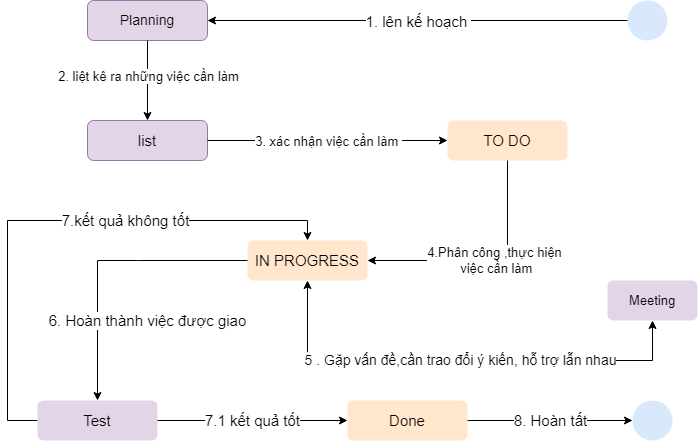 Planning
1. lên kế hoạch
2. liệt kê ra những việc cần làm
list
3. xác nhận việc cần làm
TO DO
7.kết quả không tốt
4.Phân công ,thực hiện
việc cần làm
IN PROGRESS
Meeting
6. Hoàn thành việc được giao
5 . Gặp vấn đề,cần trao đổi ý kiến, hỗ trợ lẫn nhau
Test
7.1 kết quả tốt
Done
8. Hoàn tất